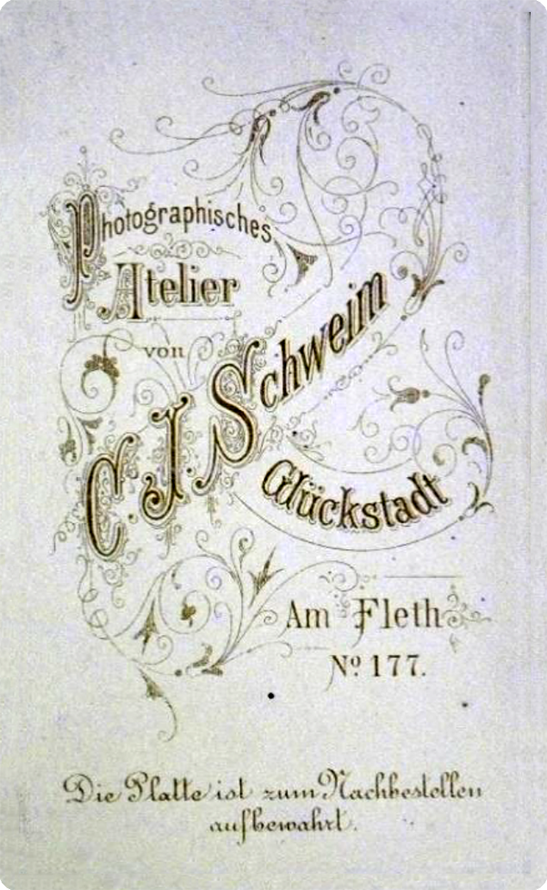 Photographisches
Atelier
von
C. J. Schweim
Glückstadt
Am Fleth
Nº 177.
Die Platte ist zum Nachbestellen
aufbewahrt.